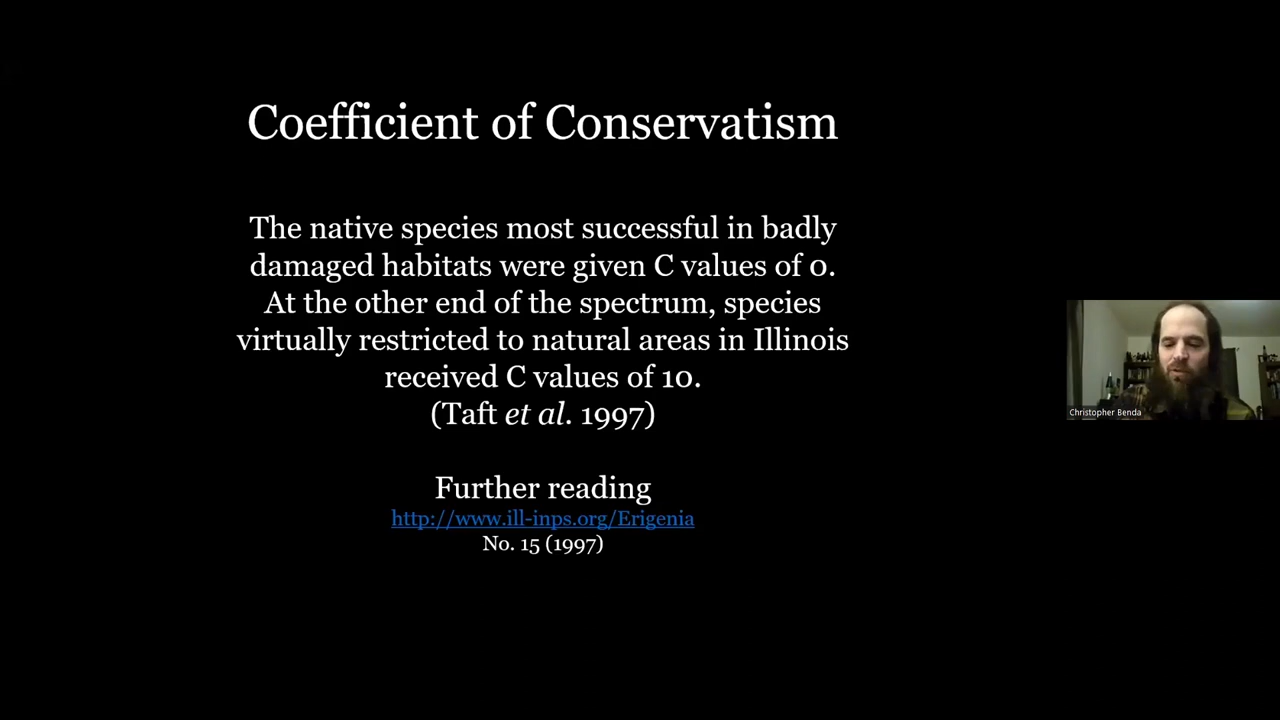 Coefficient of Conservatism
The native species most successful in badly
damaged habitats were given C values of 0.
At the other end of the spectrum, species
virtually restricted to natural areas in Illinois
received C values of 10.
(Taft et al. 1997)
Further reading
http://www.ill-inps.org/Erigenia
No. 15 (1997)
Christopher Benda